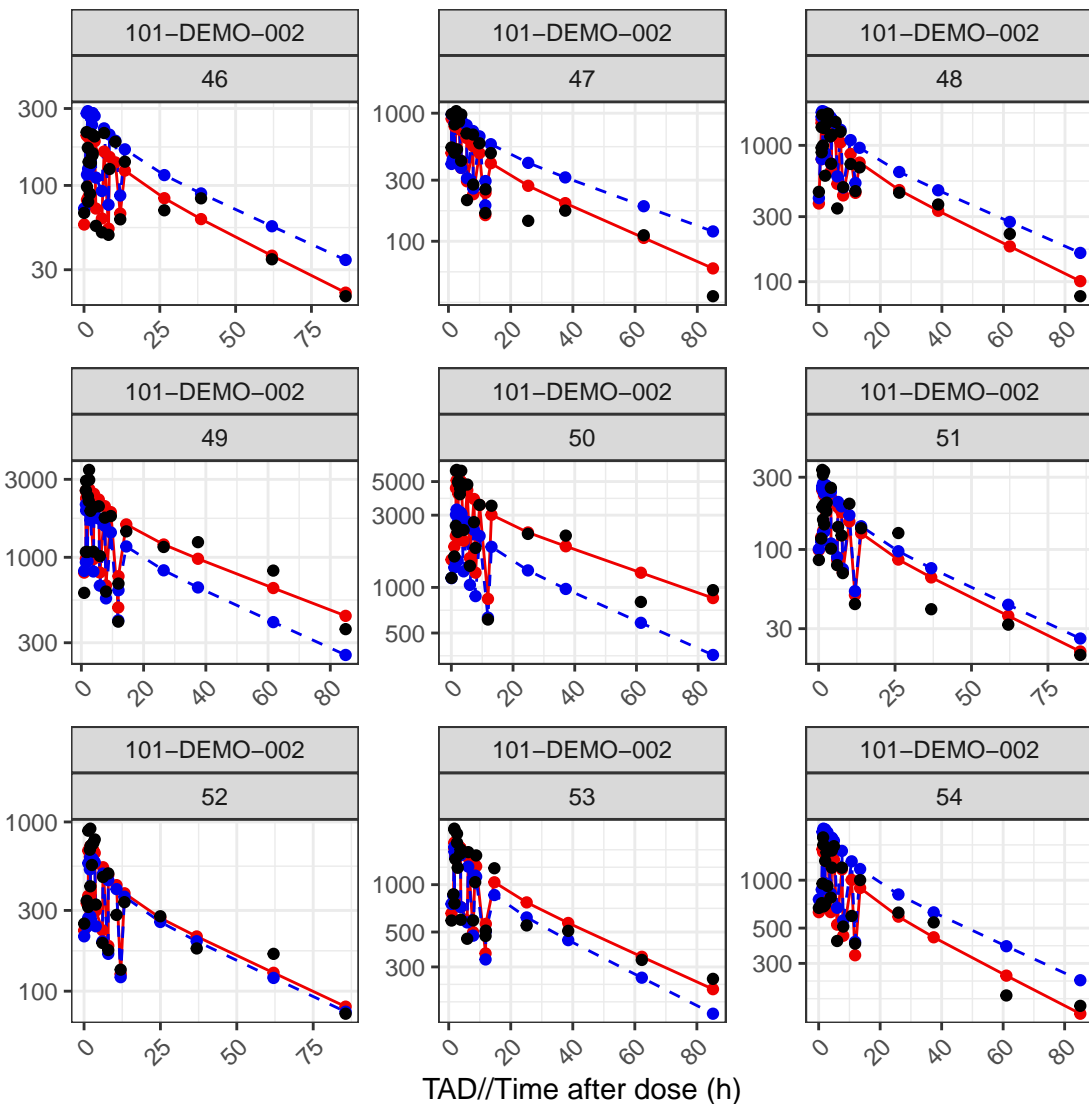 101−DEMO−002 101−DEMO−002 101−DEMO−002
46 47 48
300 1000 1000
100 300 300
30 100 100
0 25 50 75 0 20 40 60 80 0 20 40 60 80
101−DEMO−002 101−DEMO−002 101−DEMO−002
49 50 51
3000 5000 300
1000 3000 100
300 1000 30
500
0 20 40 60 80 0 20 40 60 80 0 25 50 75
101−DEMO−002 101−DEMO−002 101−DEMO−002
52 53 54
1000 1000 1000
300 500 500
100 300 300
0 25 50 75 0 20 40 60 80 0 20 40 60 80
TAD//Time after dose (h)